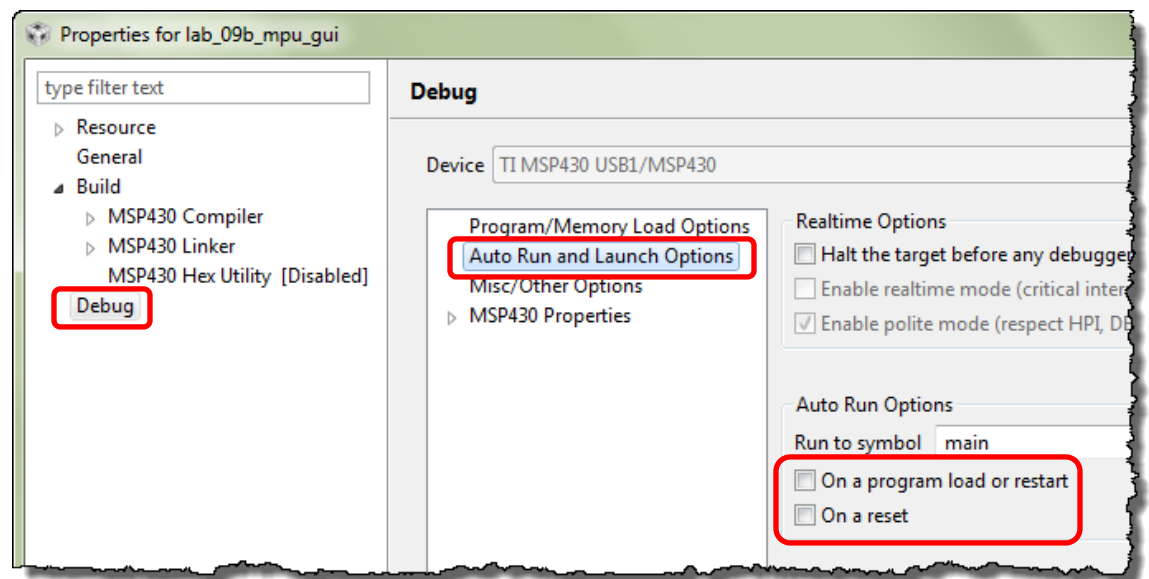 Properties for lab_09b_mpu_gui
type filter text
Resource
General
Build
MSP430 Compiler
MSP430 Linker
MSP430 Hex Utility [Disabled]
Debug
Debug
Device TI MSP430 USB1/MSP430
Program/Memory Load Options
Auto Run and Launch Options
Misc/Other Options
MSP430 Properties
Realtime Options
Halt the target before any debugger
Enable realtime mode (critical inter
Enable polite mode (respect HPI, DB
Auto Run Options
Run to symbol main
On a program load or restart
On a reset